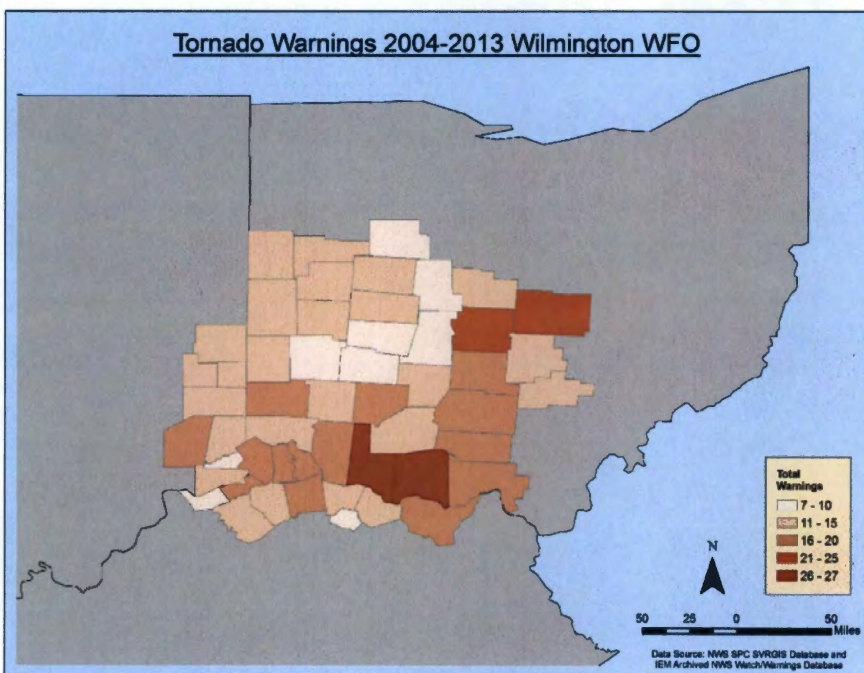 Tornado Warnings 2004-2013 Wilmington WFO
Total
Warnings
7 - 10
11 - 15
16 - 20
21 - 25
26 - 27
N
50 25 0 50
Miles
Data Source: NWS SPC SVRGIS Database and
IEM Archived NWS Watch/Warnings Database